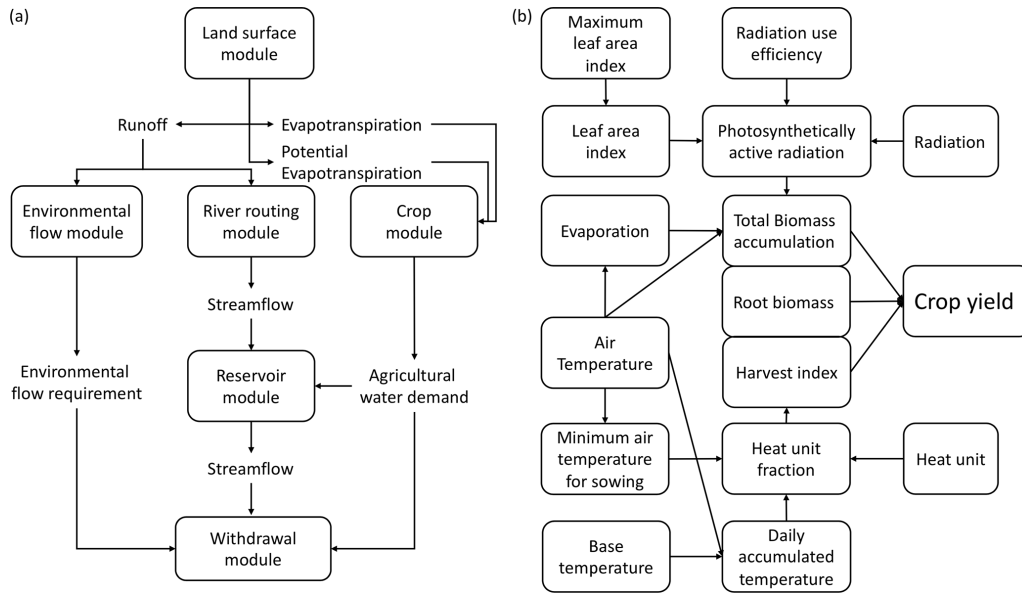 (a)
Land surface
module
Runoff
Evapotranspiration
Potential
Evapotranspiration
Environmental
flow module
River routing
module
Crop
module
Streamflow
Environmental
flow requirement
Reservoir
module
Agricultural
water demand
Streamflow
Withdrawal
module
(b)
Maximum
leaf area
index
Radiation use
efficiency
Leaf area
index
Photosynthetically
active radiation
Radiation
Evaporation
Total Biomass
accumulation
Root biomass
Crop yield
Air
Temperature
Harvest index
Minimum air
temperature
for sowing
Heat unit
fraction
Heat unit
Base
temperature
Daily
accumulated
temperature